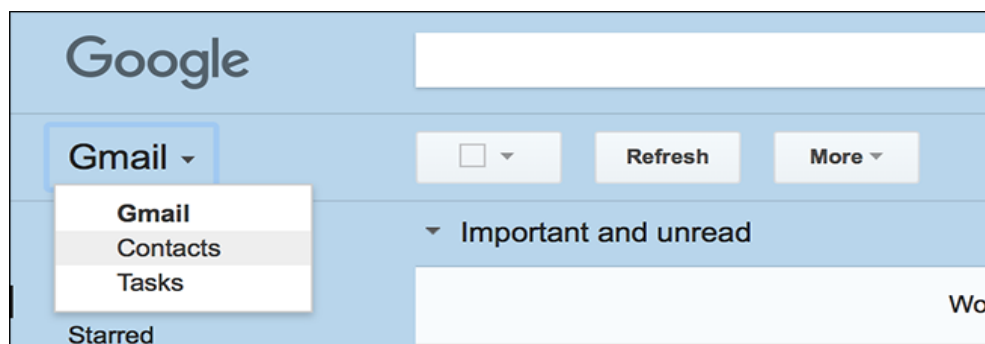 Google
Gmail
Refresh
More
Gmail
Contacts
Tasks
Important and unread
Starred